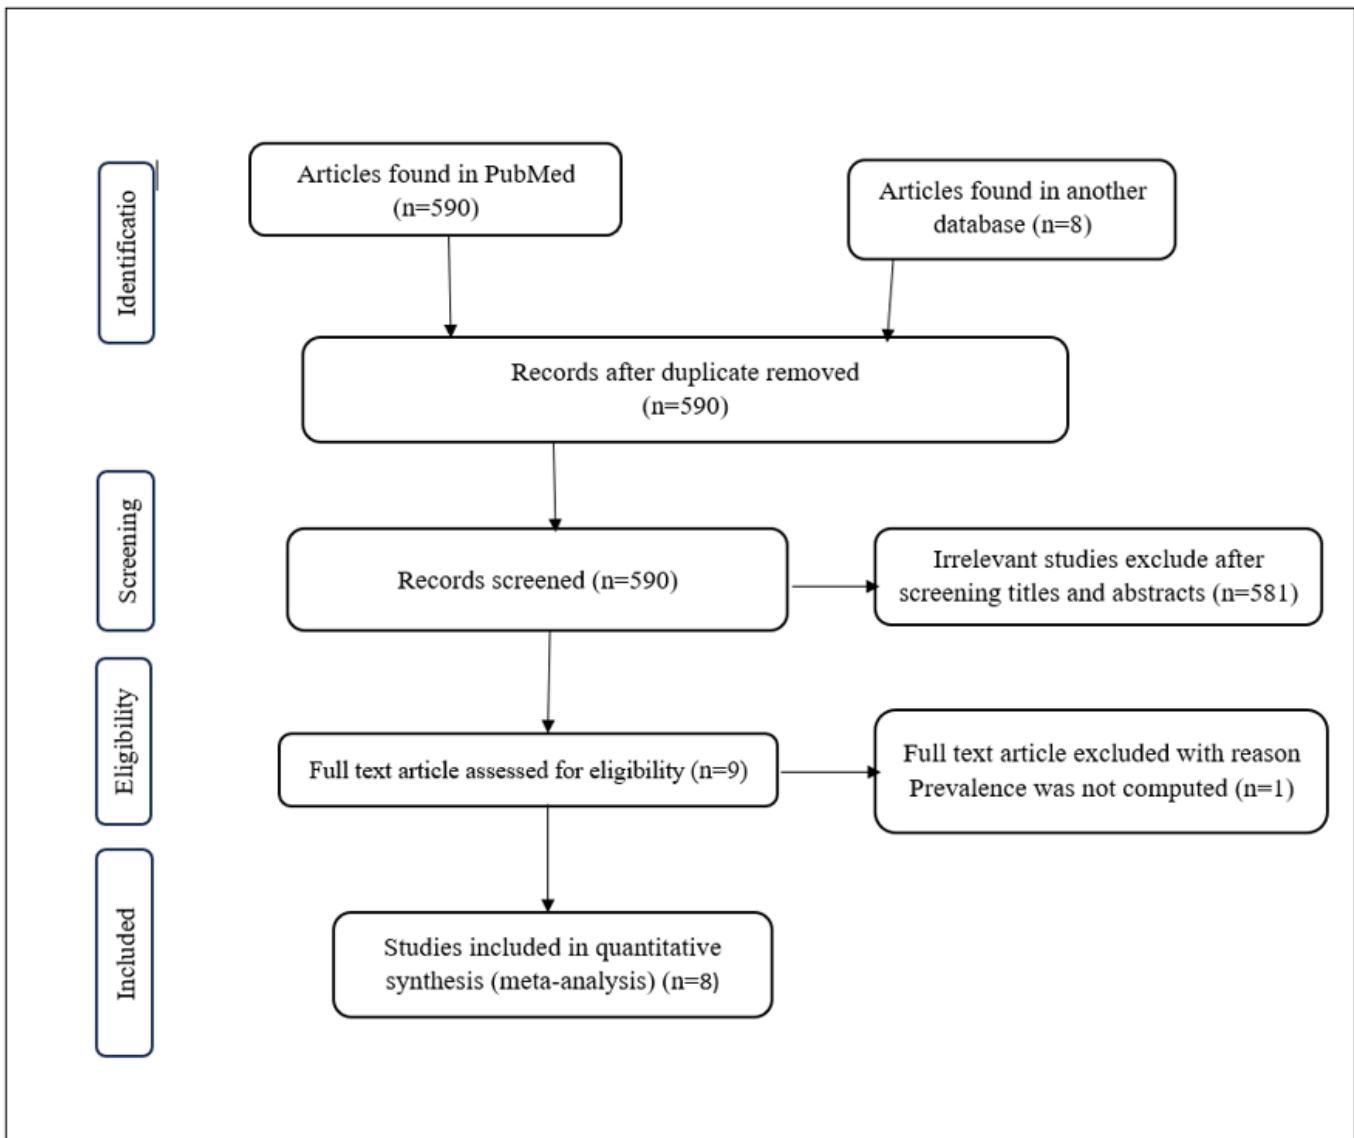 Identificatio
Articles found in PubMed
(n=590)
Articles found in another
database (n=8)
Records after duplicate removed
(n=590)
Screening
Records screened (n=590)
Irrelevant studies exclude after
screening titles and abstracts (n=581)
Eligibility
Full text article assessed for eligibility (n=9)
Full text article excluded with reason
Prevalence was not computed (n=1)
Included
Studies included in quantitative
synthesis (meta-analysis) (n=8)